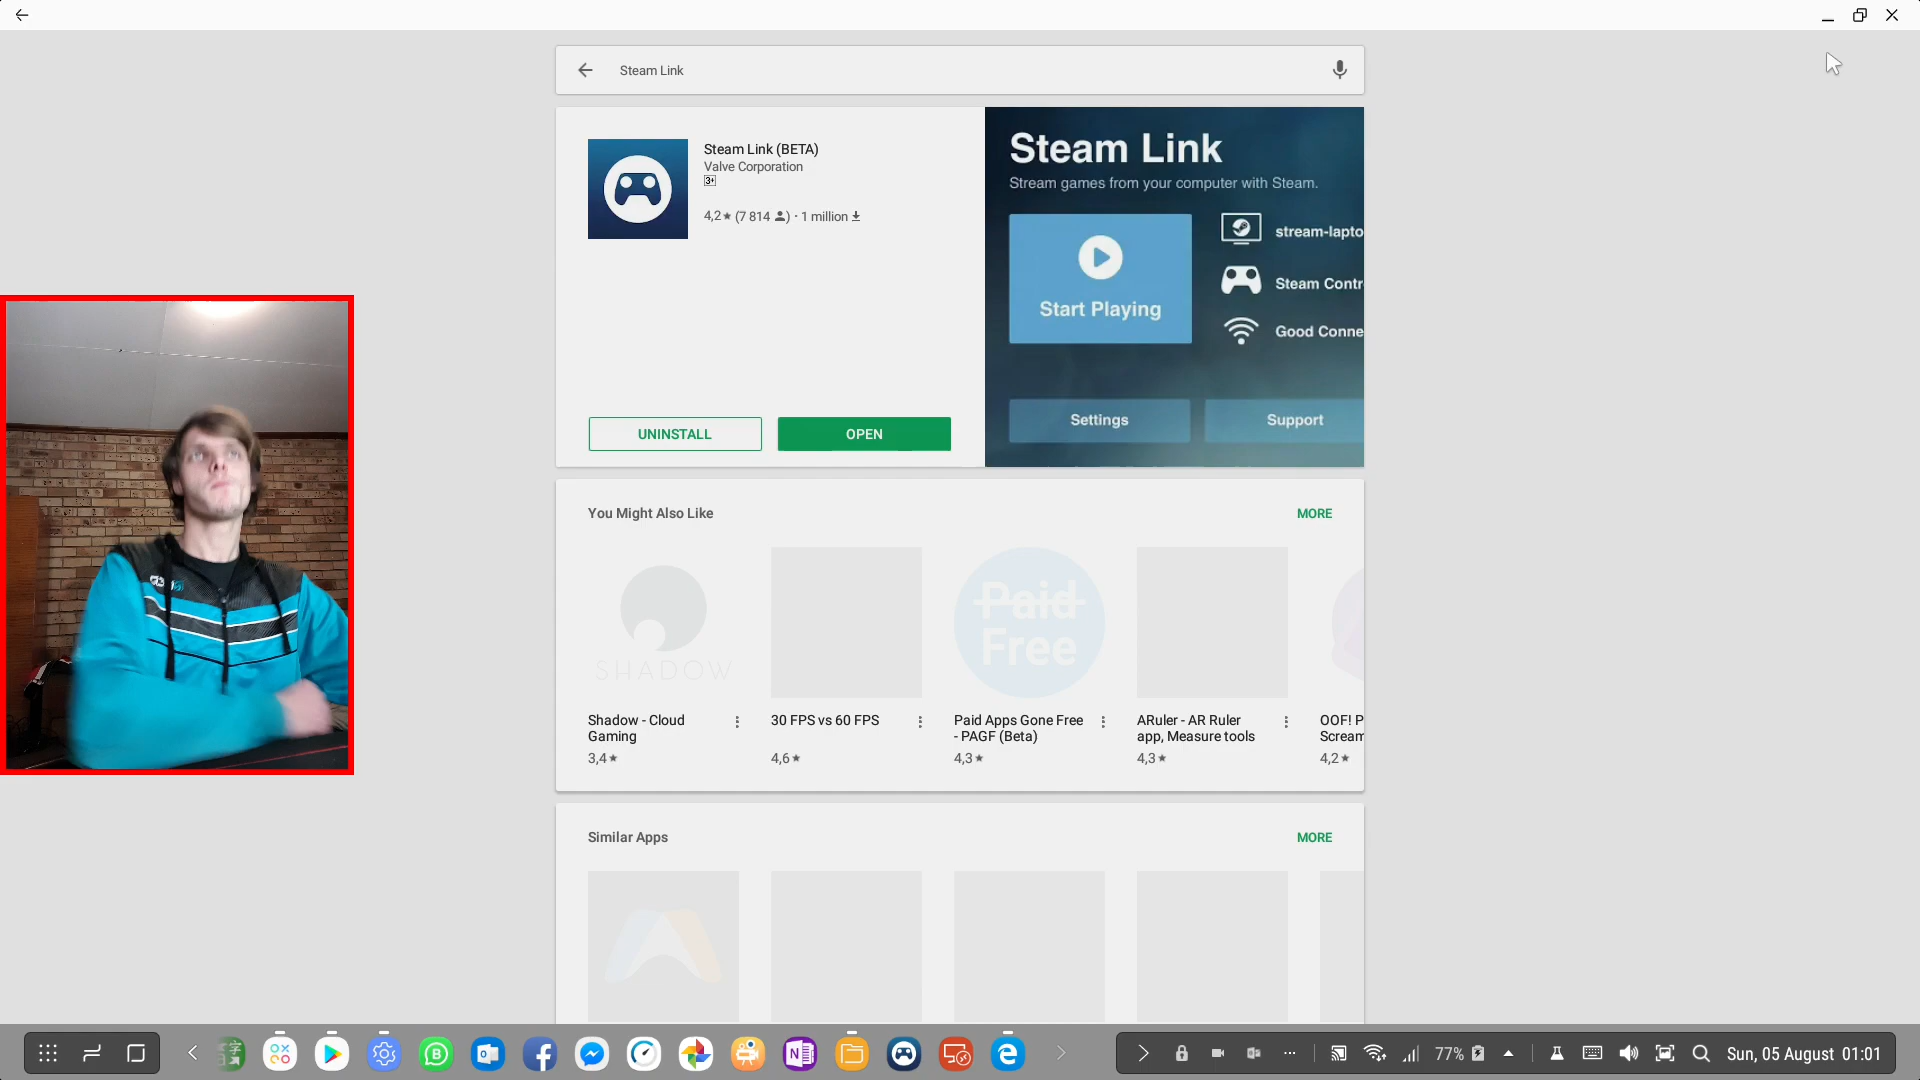 Steam Link
Steam Link (BETA)
Valve Corporation
3+
4,2★ (7 814) · 1 million
UNINSTALL
OPEN
Steam Link
Stream games from your computer with Steam.
Start Playing
stream-lapto
Steam Contr
Good Conne
Settings
Support
You Might Also Like
MORE
SHADOW
Paid
Free
Shadow - Cloud
Gaming
3,4★
30 FPS vs 60 FPS
4,6★
Paid Apps Gone Free
- PAGF (Beta)
4,3★
ARuler - AR Ruler
app, Measure tools
4,3★
OOF! P
Scream
4,2★
Similar Apps
MORE
77%
Sun, 05 August 01:01